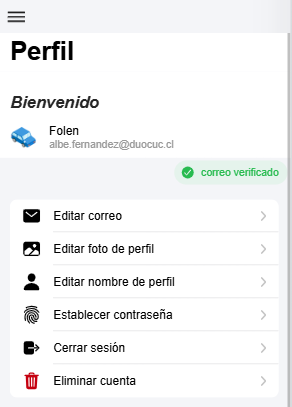 Perfil
Bienvenido
Folen
albe.fernandez@duocuc.cl
correo verificado
Editar correo
Editar foto de perfil
Editar nombre de perfil
Establecer contraseña
Cerrar sesión
Eliminar cuenta